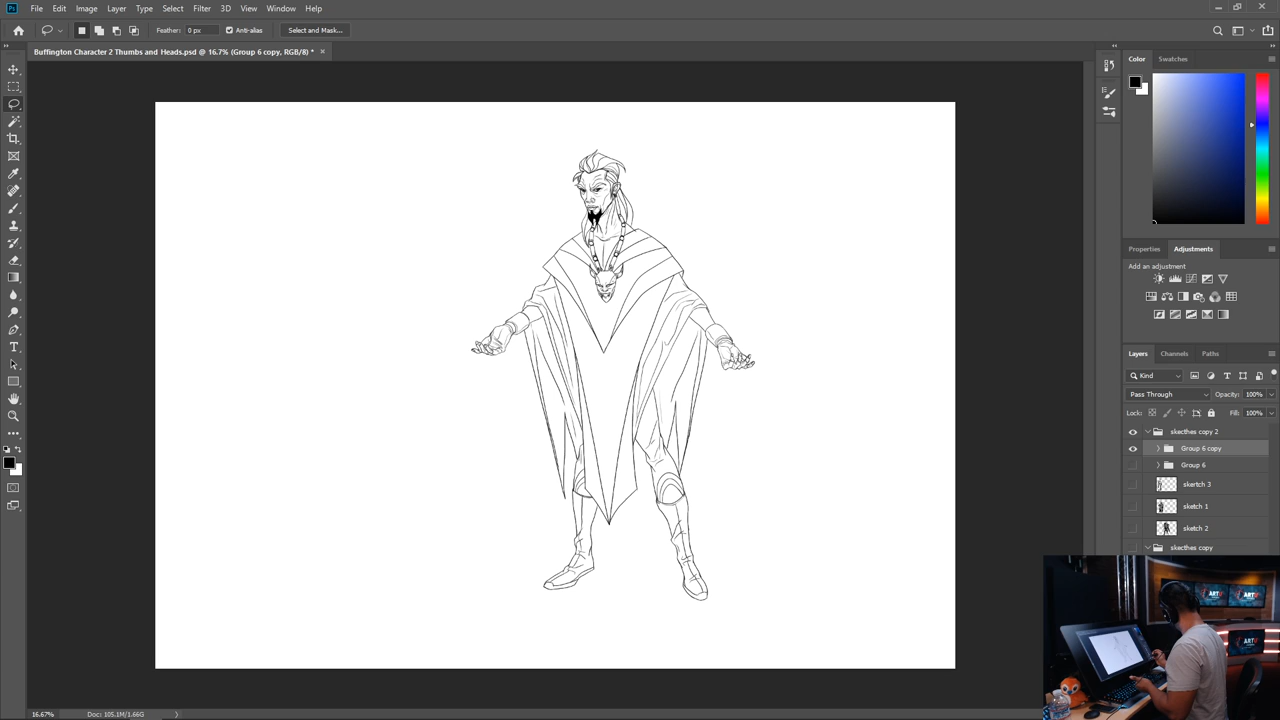 Ps File Edit Image Layer Type Select Filter 3D View Window Help
Feather: 0 px Anti-alias Select and Mask...
Buffington Character 2 Thumbs and Heads.psd @ 16.7% (Group 6 copy, RGB/8) *
Color Swatches
Properties Adjustments
Add an adjustment
Layers Channels Paths
Kind
Pass Through Opacity: 100%
Lock: Fill: 100%
skecthes copy 2
Group 6 copy
Group 6
skertch 3
sketch 1
sketch 2
skecthes copy
16.67% Doc: 105.1M/1.66G